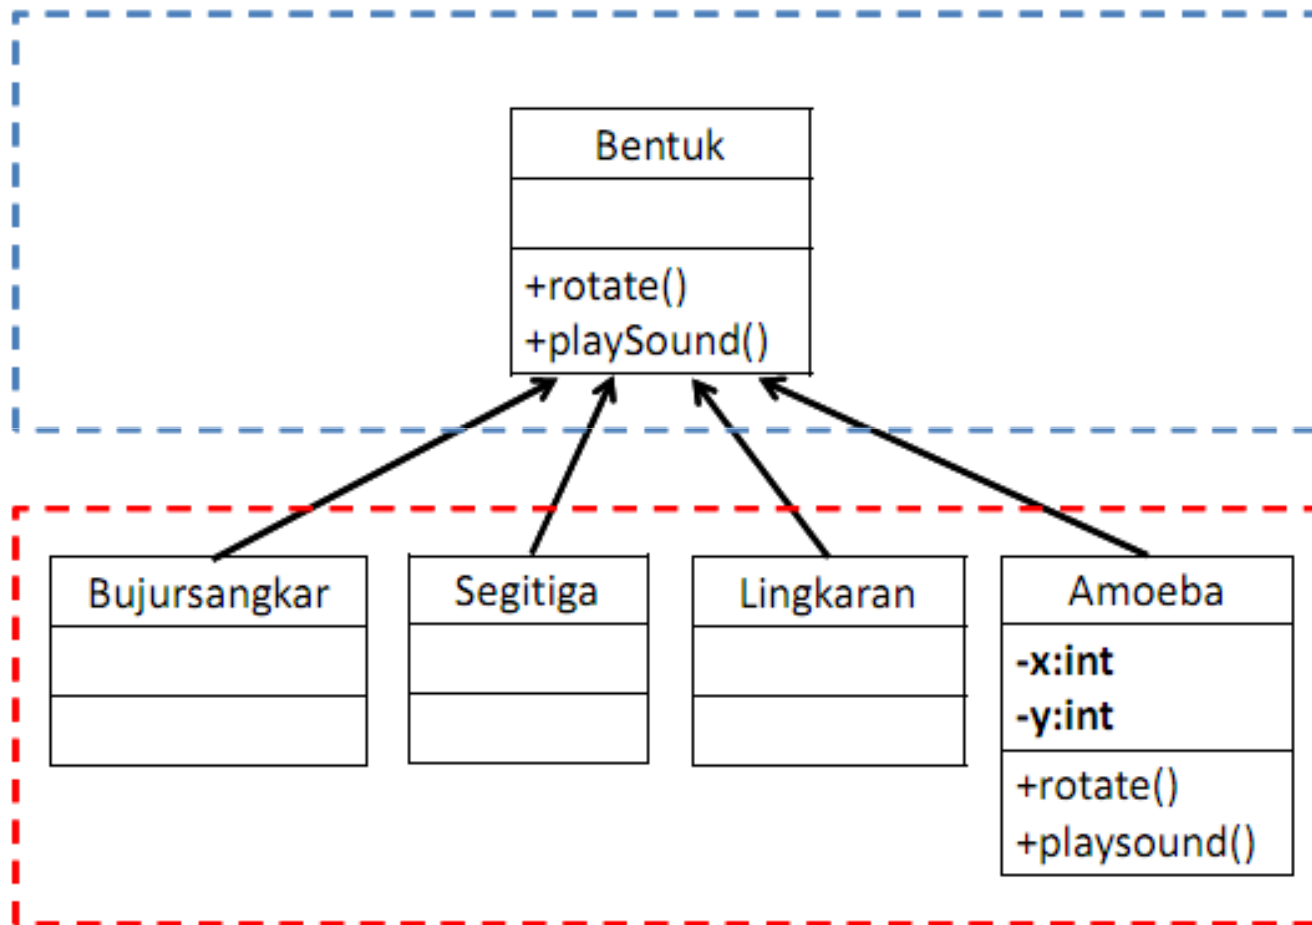 Bentuk
+rotate()
+playSound()
Bujursangkar
Segitiga
Lingkaran
Amoeba
-x:int
-y:int
+rotate()
+playsound()